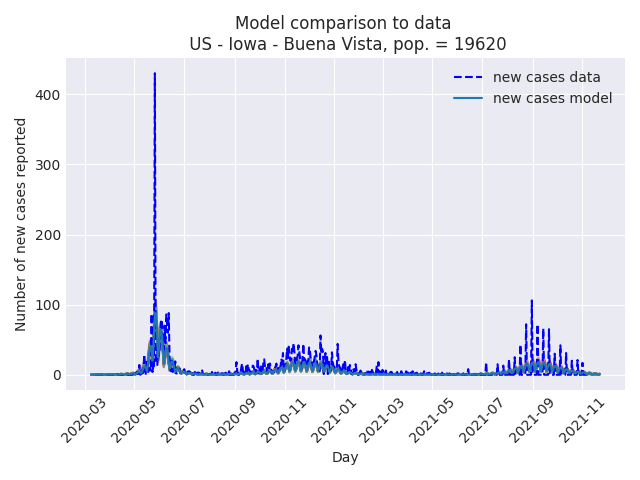 Model comparison to data
US - Iowa - Buena Vista, pop. = 19620
new cases data
new cases model
Number of new cases reported
400
300
200
100
0
2020-03
2020-05
2020-07
2020-09
2020-11
2021-01
2021-03
2021-05
2021-07
2021-09
2021-11
Day